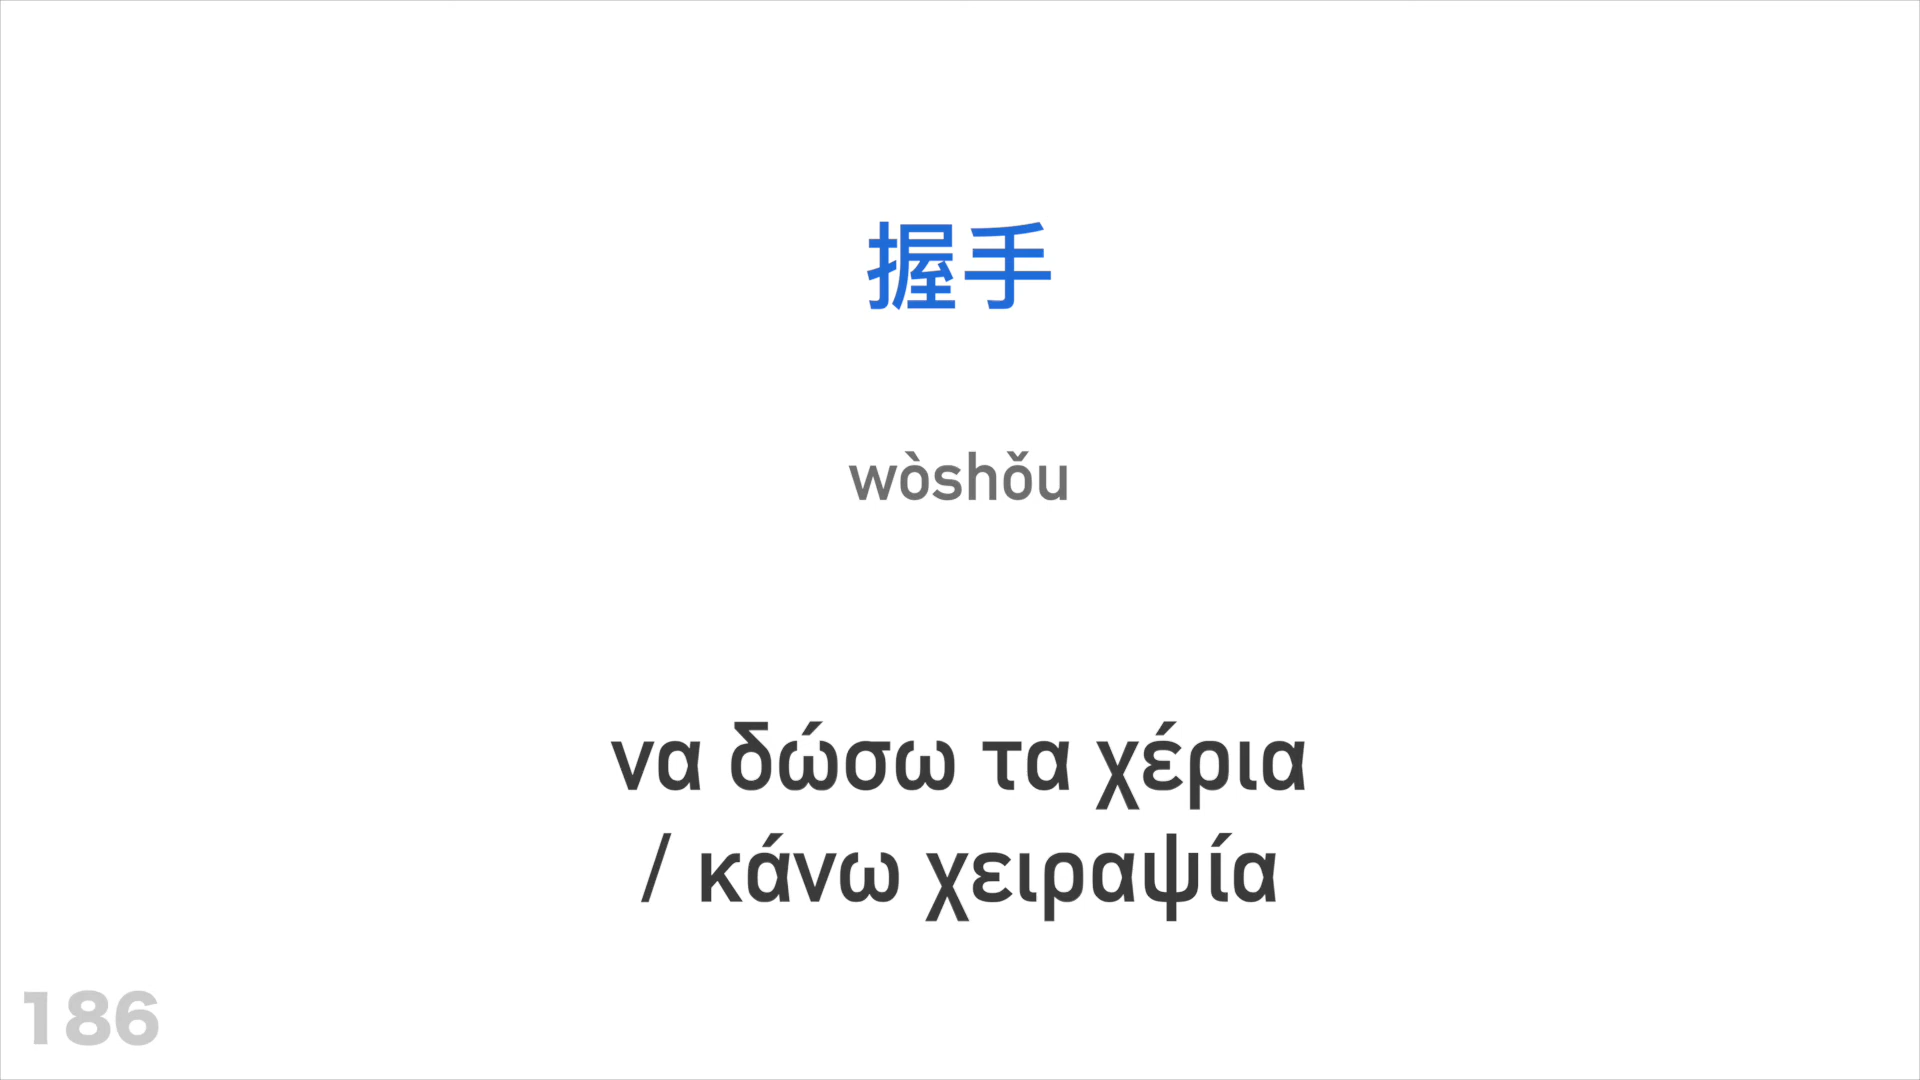 握手
wòshǒu
να δώσω τα χέρια
/ κάνω χειραψία
186